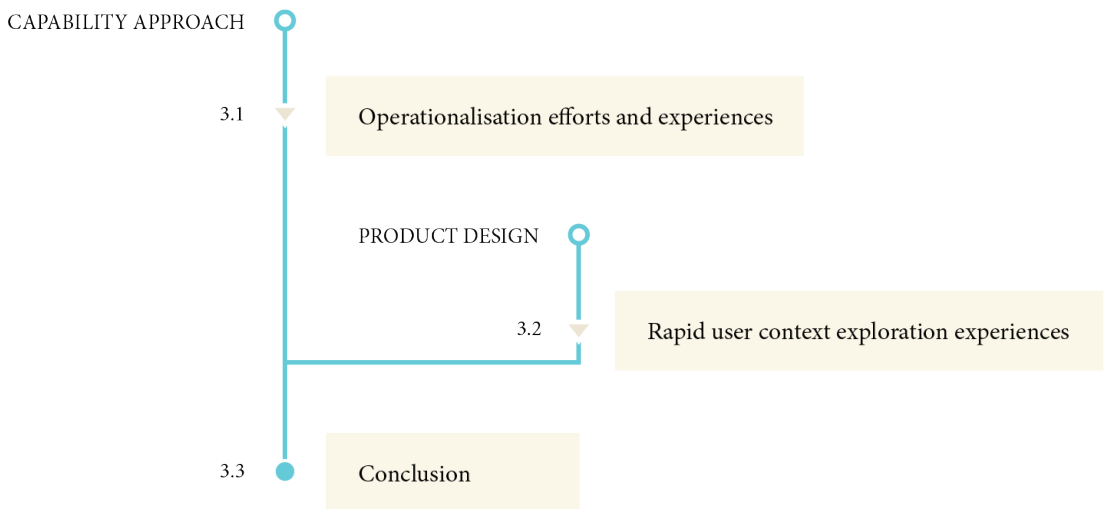 CAPABILITY APPROACH
3.1
Operationalisation efforts and experiences
PRODUCT DESIGN
3.2
Rapid user context exploration experiences
3.3
Conclusion